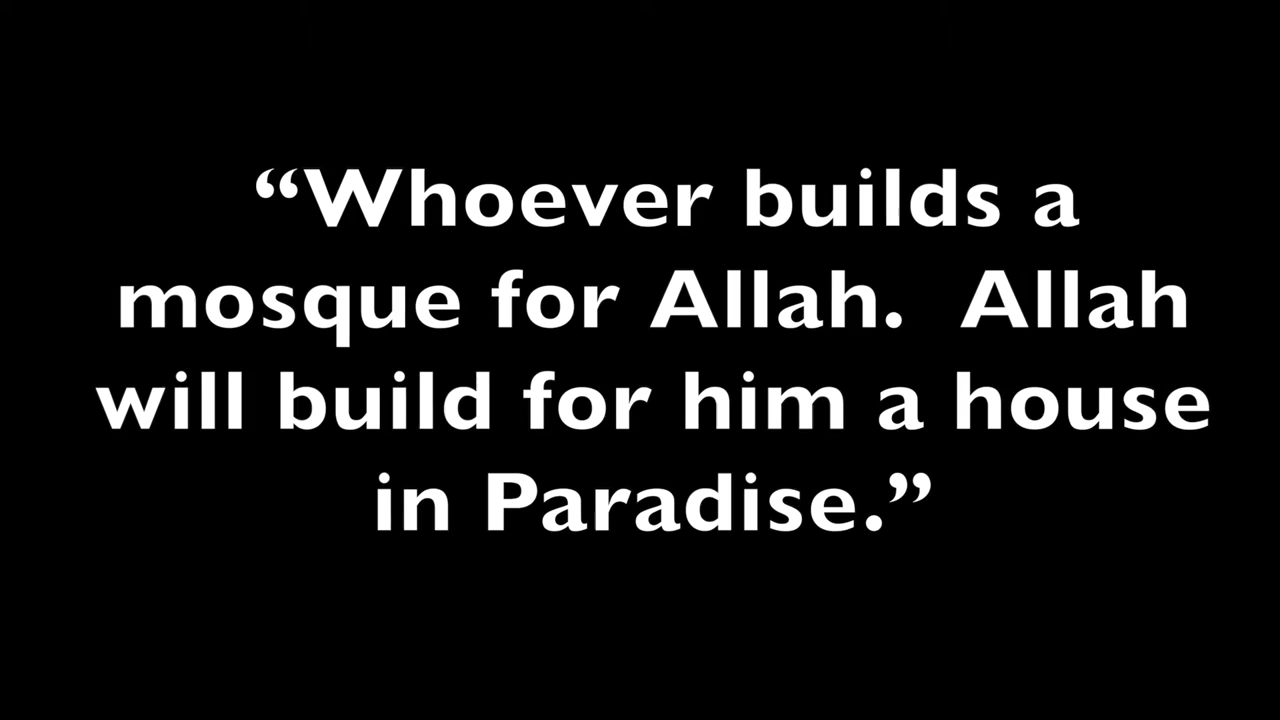 “Whoever builds a
mosque for Allah.  Allah
will build for him a house
in Paradise.”